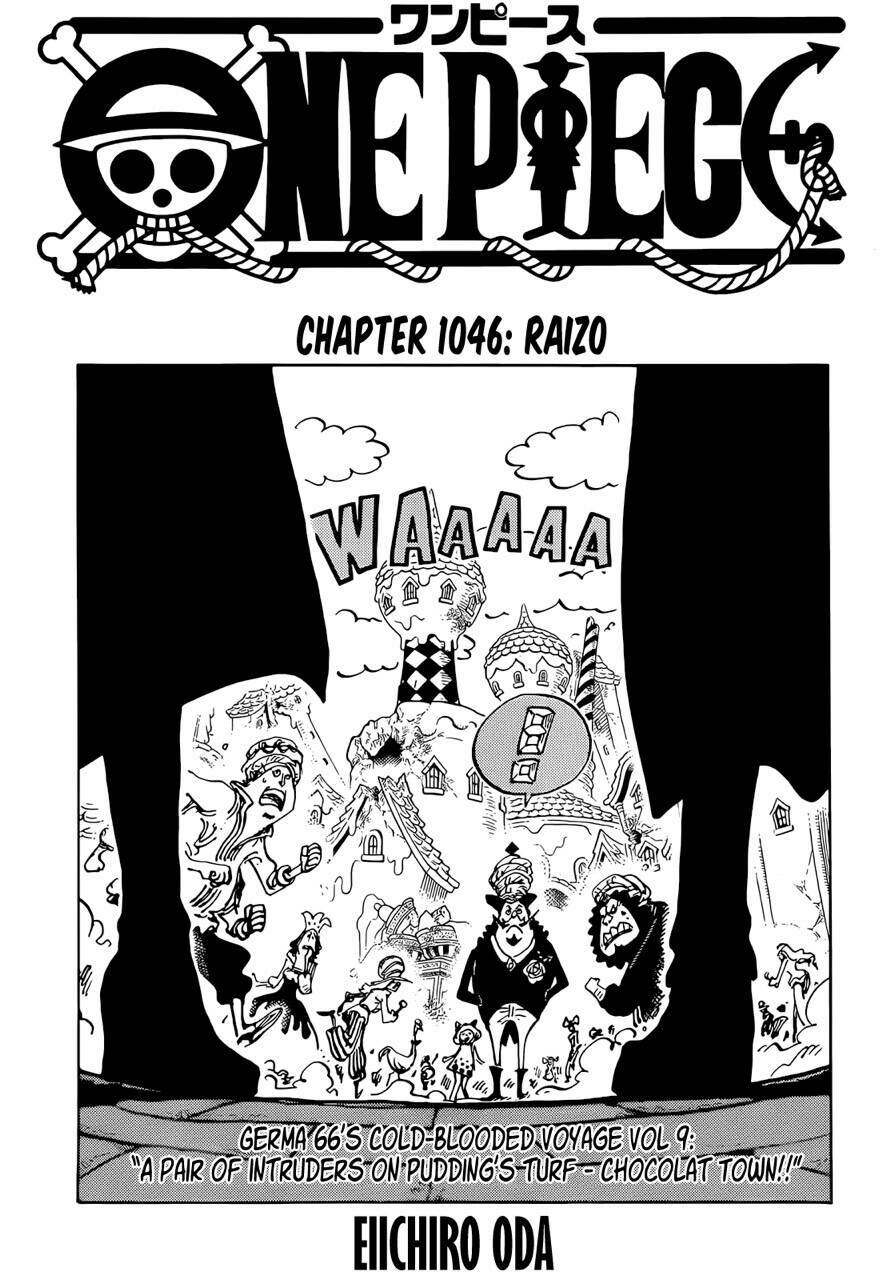 ワンピース
ONE PIECE
CHAPTER 1046: RAIZO
WAAAAAA
!
GERMA 66'S COLD-BLOODED VOYAGE VOL 9:
"A PAIR OF INTRUDERS ON PUDDING'S TURF - CHOCOLAT TOWN!!"
EIICHIRO ODA